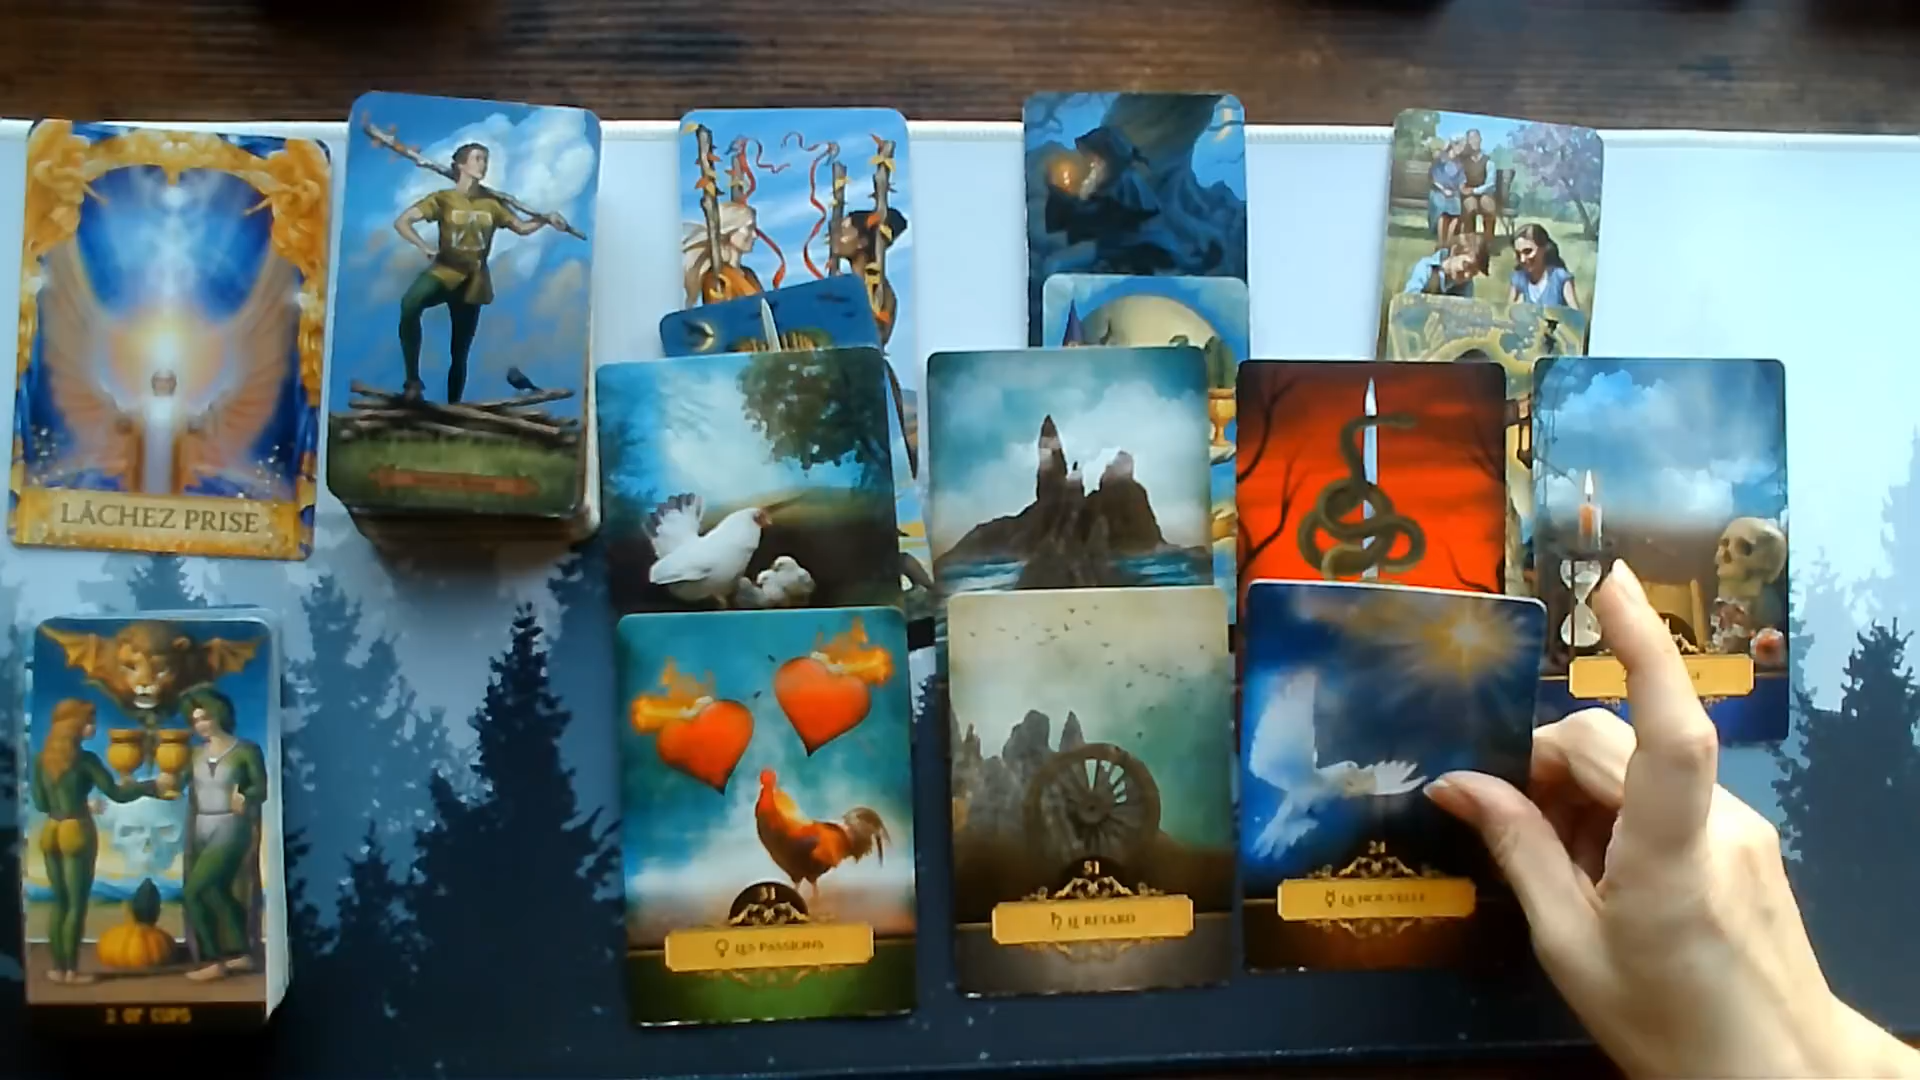 LÂCHEZ PRISE
2 OF CUPS
31
LES PASSIONS
51
LE RETARD
24
LA NOUVELLE